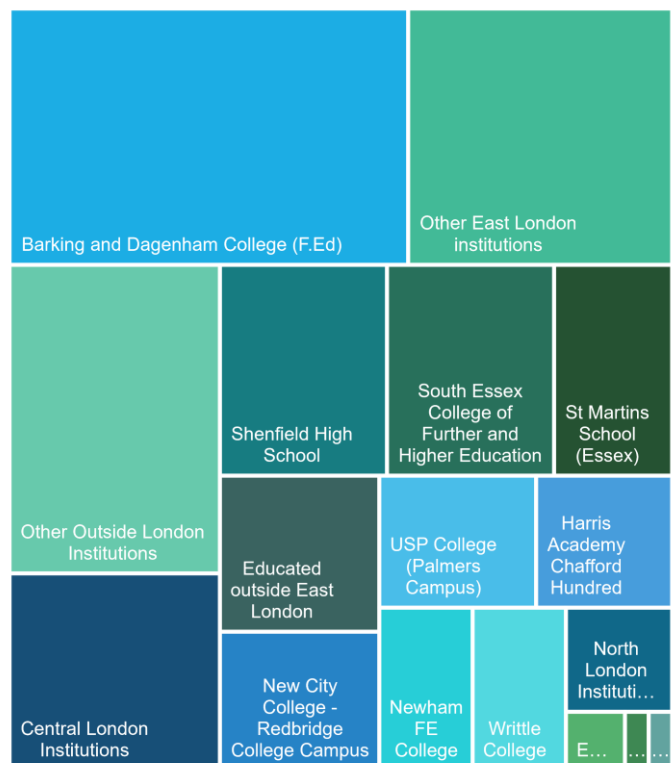 Barking and Dagenham College (F.Ed)
Other East London
institutions
Other Outside London
Institutions
Shenfield High
School
South Essex
College of
Further and
Higher Education
St Martins
School
(Essex)
Educated
outside East
London
USP College
(Palmers
Campus)
Harris
Academy
Chafford
Hundred
Central London
Institutions
New City
College -
Redbridge
College Campus
Newham
FE
College
Writtle
College
North
London
Instituti…
E…
…
…